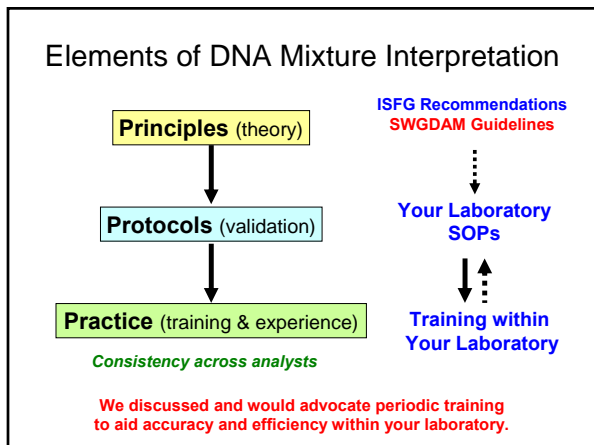 Elements of DNA Mixture Interpretation
ISFG Recommendations
SWGDAM Guidelines
Principles (theory)
Protocols (validation)
Your Laboratory
SOPs
Practice (training & experience)
Training within
Your Laboratory
Consistency across analysts
We discussed and would advocate periodic training
to aid accuracy and efficiency within your laboratory.